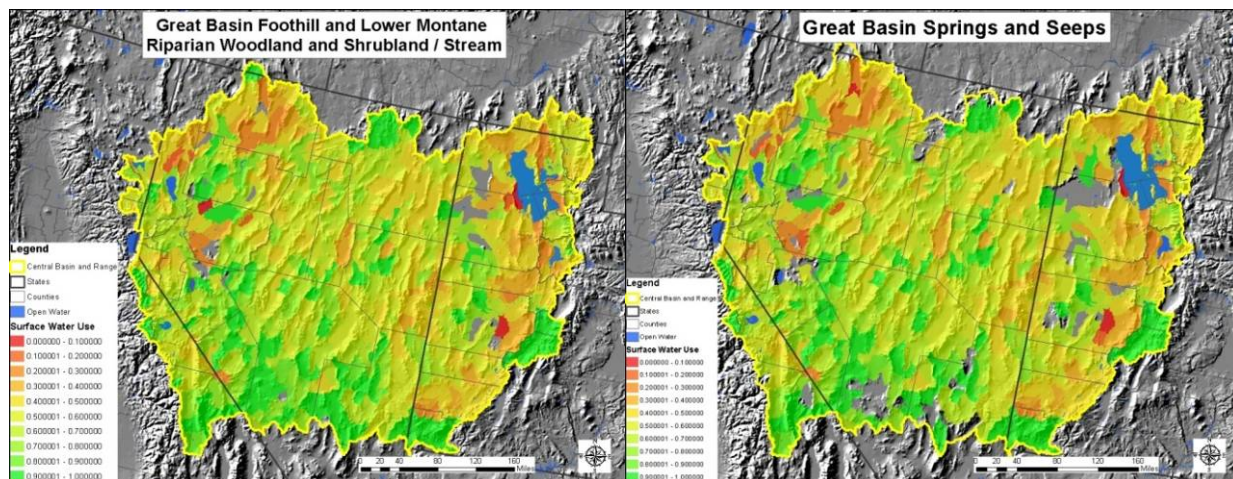 Great Basin Foothill and Lower Montane
Riparian Woodland and Shrubland / Stream
Legend
Central Basin and Range
States
Counties
Open Water
Surface Water Use
0.000000 - 0.100000
0.100001 - 0.200000
0.200001 - 0.300000
0.300001 - 0.400000
0.400001 - 0.500000
0.500001 - 0.600000
0.600001 - 0.700000
0.700001 - 0.800000
0.800001 - 0.900000
0.900001 - 1.000000
0 20 40 80 120 160
Miles
Great Basin Springs and Seeps
Legend
Central Basin and Range
States
Counties
Open Water
Surface Water Use
0.000000 - 0.100000
0.100001 - 0.200000
0.200001 - 0.300000
0.300001 - 0.400000
0.400001 - 0.500000
0.500001 - 0.600000
0.600001 - 0.700000
0.700001 - 0.800000
0.800001 - 0.900000
0.900001 - 1.000000
0 20 40 80 120 160
Miles